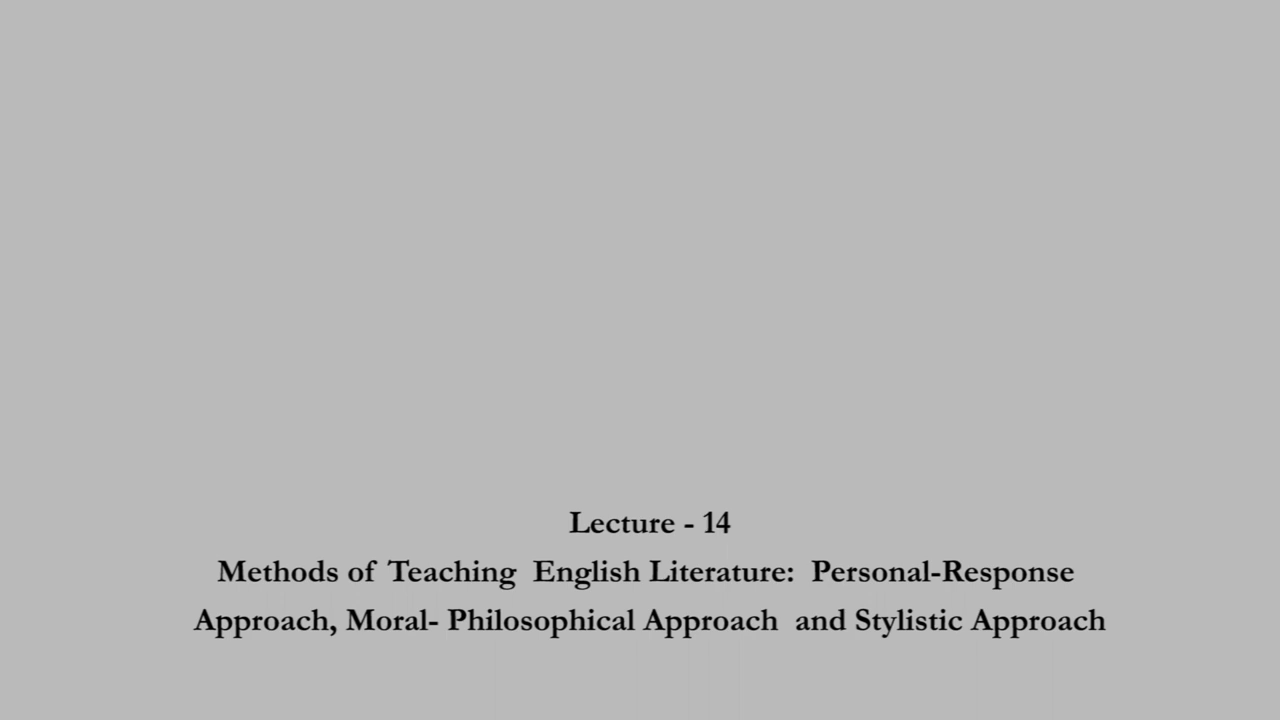 Lecture - 14
Methods of Teaching English Literature: Personal-Response
Approach, Moral- Philosophical Approach and Stylistic Approach